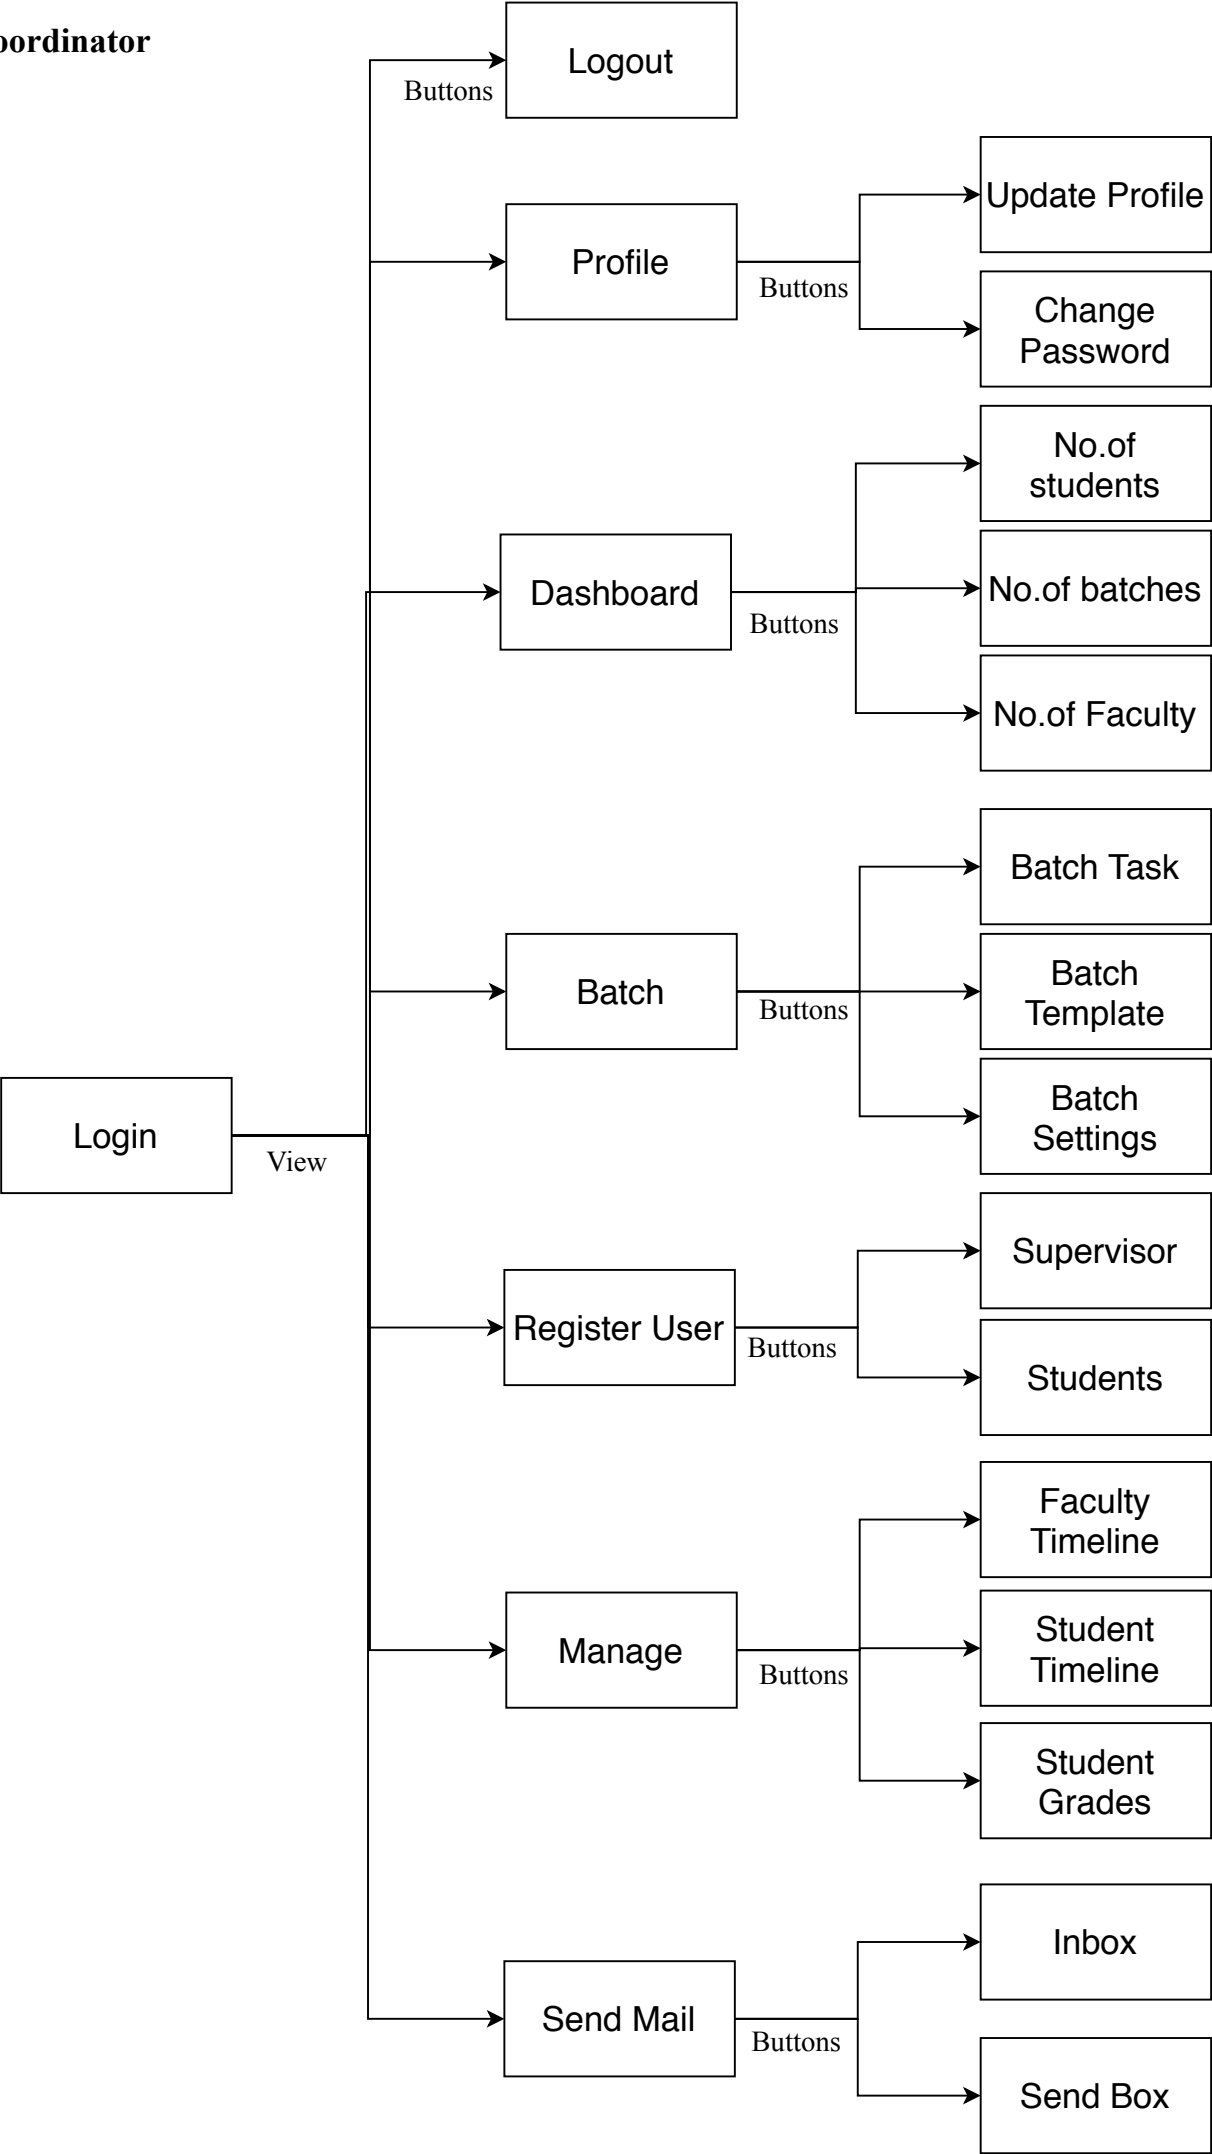 oordinator
Logout
Buttons
Update Profile
Profile
Buttons
Change
Password
No.of
students
Dashboard
Buttons
No.of batches
No.of Faculty
Batch Task
Batch
Buttons
Batch
Template
Batch
Settings
Login
View
Supervisor
Register User
Buttons
Students
Faculty
Timeline
Manage
Buttons
Student
Timeline
Student
Grades
Inbox
Send Mail
Buttons
Send Box